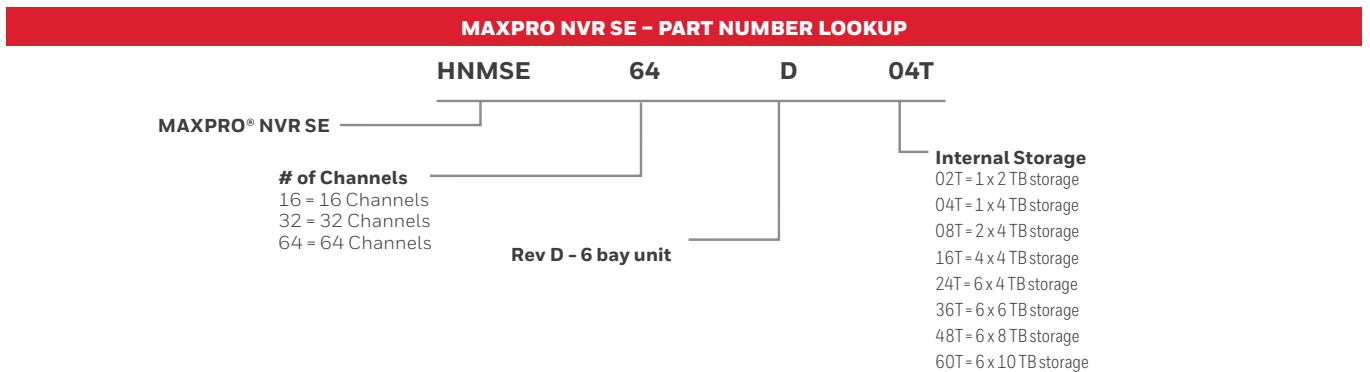 MAXPRO NVR SE – PART NUMBER LOOKUP
HNMSE 64 D 04T
MAXPRO® NVR SE
# of Channels
16 = 16 Channels
32 = 32 Channels
64 = 64 Channels
Rev D - 6 bay unit
Internal Storage
02T = 1 x 2 TB storage
04T = 1 x 4 TB storage
08T = 2 x 4 TB storage
16T = 4 x 4 TB storage
24T = 6 x 4 TB storage
36T = 6 x 6 TB storage
48T = 6 x 8 TB storage
60T = 6 x 10 TB storage